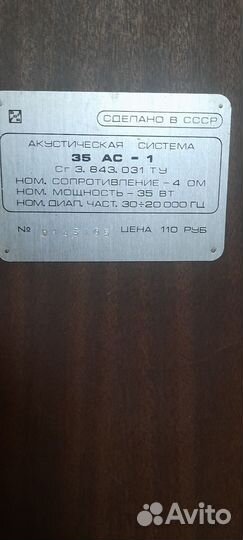 СДЕЛАНО В СССР
АКУСТИЧЕСКАЯ СИСТЕМА
35 АС - 1
Сг 3. 843. 031 ТУ
НОМ. СОПРОТИВЛЕНИЕ - 4 ОМ
НОМ. МОЩНОСТЬ - 35 ВТ
НОМ. ДИАП. ЧАСТ. 30÷20 000 ГЦ
№ ЦЕНА 110 РУБ
Avito